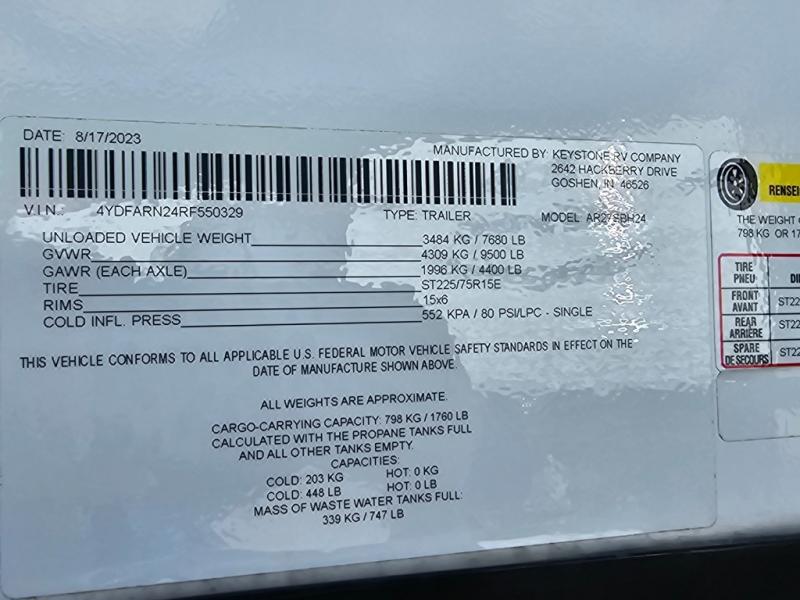 DATE: 8/17/2023
MANUFACTURED BY: KEYSTONE RV COMPANY
2642 HACKBERRY DRIVE
GOSHEN, IN 46526
V.I.N.: 4YDFARN24RF550329 TYPE: TRAILER MODEL:
UNLOADED VEHICLE WEIGHT 3484 KG / 7680 LB
GVWR 4309 KG / 9500 LB
GAWR (EACH AXLE) 1996 KG / 4400 LB
TIRE ST225/75R15E
RIMS 15x6
COLD INFL. PRESS 552 KPA / 80 PSI/LPC - SINGLE
THIS VEHICLE CONFORMS TO ALL APPLICABLE U.S. FEDERAL MOTOR VEHICLE SAFETY STANDARDS IN EFFECT ON THE
DATE OF MANUFACTURE SHOWN ABOVE.
ALL WEIGHTS ARE APPROXIMATE.
CARGO-CARRYING CAPACITY: 798 KG / 1760 LB
CALCULATED WITH THE PROPANE TANKS FULL
AND ALL OTHER TANKS EMPTY.
CAPACITIES:
COLD: 203 KG HOT: 0 KG
COLD: 448 LB HOT: 0 LB
MASS OF WASTE WATER TANKS FULL:
339 KG / 747 LB
RENSEI
THE WEIGHT
798 KG OR 17
TIRE
PNEU
FRONT
AVANT
ST22
REAR
ARRIÈRE
ST22
SPARE
DE SECOURS
ST22